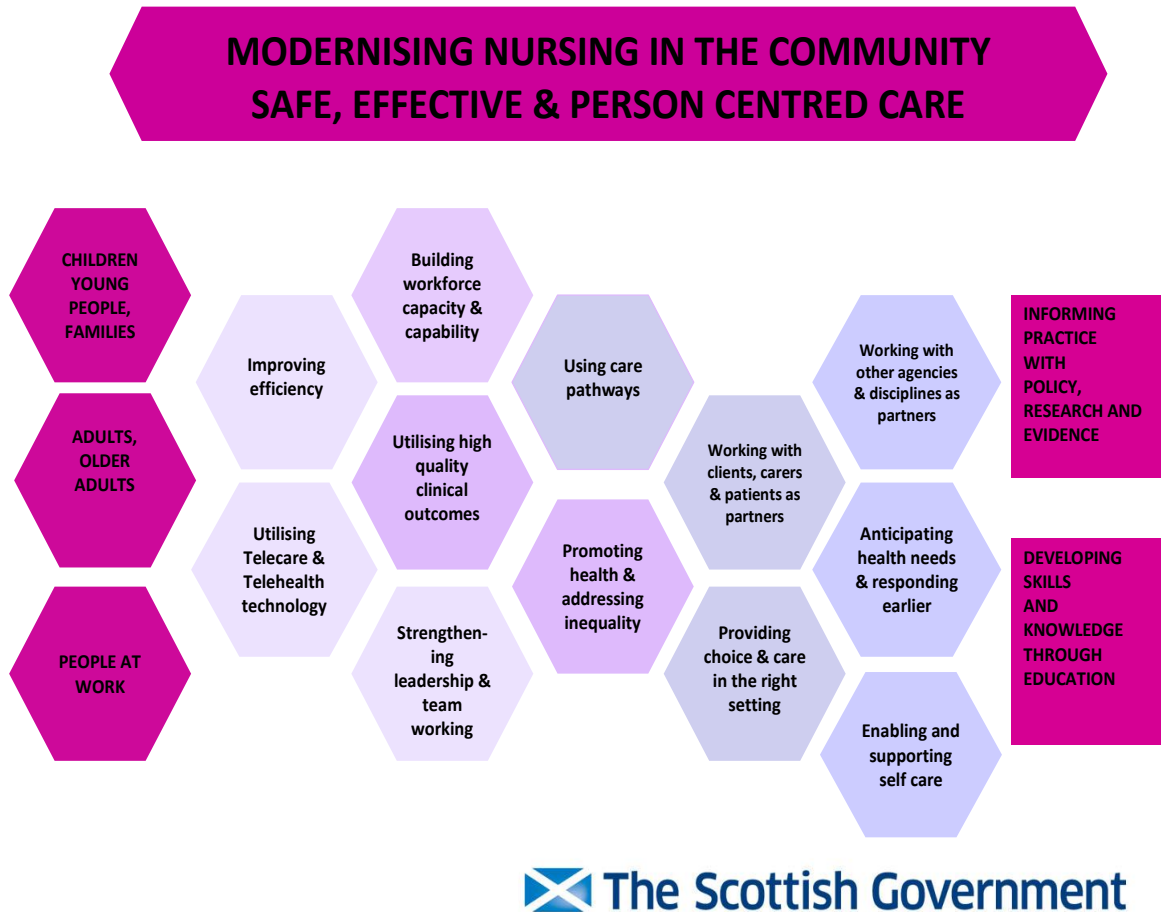 MODERNISING NURSING IN THE COMMUNITY
SAFE, EFFECTIVE & PERSON CENTRED CARE
CHILDREN
YOUNG
PEOPLE,
FAMILIES
ADULTS,
OLDER
ADULTS
PEOPLE AT
WORK
Improving
efficiency
Utilising
Telecare &
Telehealth
technology
Building
workforce
capacity &
capability
Utilising high
quality
clinical
outcomes
Strengthen-
ing
leadership &
team
working
Using care
pathways
Promoting
health &
addressing
inequality
Working with
clients, carers
& patients as
partners
Providing
choice & care
in the right
setting
Working with
other agencies
& disciplines as
partners
Anticipating
health needs
& responding
earlier
Enabling and
supporting
self care
INFORMING
PRACTICE
WITH
POLICY,
RESEARCH AND
EVIDENCE
DEVELOPING
SKILLS
AND
KNOWLEDGE
THROUGH
EDUCATION
The Scottish Government